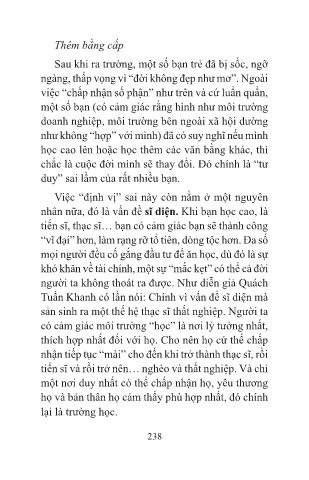 Thêm bằng cấp
Sau khi ra trường, một số bạn trẻ đã bị sốc, ngỡ
ngàng, thấp vọng vì “đời không đẹp như mơ”. Ngoài
việc “chấp nhận số phận” như trên và cứ luẩn quẩn,
một số bạn (có cảm giác rằng hình như môi trường
doanh nghiệp, môi trường bên ngoài xã hội dường
như không “hợp” với mình) đã có suy nghĩ nếu mình
học cao lên hoặc học thêm các văn bằng khác, thì
chắc là cuộc đời mình sẽ thay đổi. Đó chính là “tư
duy” sai lầm của rất nhiều bạn.
Việc “định vị” sai này còn nằm ở một nguyên
nhân nữa, đó là vấn đề sĩ diện. Khi bạn học cao, là
tiến sĩ, thạc sĩ… bạn có cảm giác bạn sẽ thành công
“vĩ đại” hơn, làm rạng rỡ tổ tiên, dòng tộc hơn. Đa số
mọi người đều cố gắng đầu tư để ăn học, dù đó là sự
khó khăn về tài chính, một sự “mắc kẹt” có thể cả đời
người ta không thoát ra được. Như diễn giả Quách
Tuấn Khanh có lần nói: Chính vì vấn đề sĩ diện mà
sản sinh ra một thế hệ thạc sĩ thất nghiệp. Người ta
có cảm giác môi trường “học” là nơi lý tưởng nhất,
thích hợp nhất đối với họ. Cho nên họ cứ thế chấp
nhận tiếp tục “mài” cho đến khi trở thành thạc sĩ, rồi
tiến sĩ và rồi trở nên… nghèo và thất nghiệp. Và chỉ
một nơi duy nhất có thể chấp nhận họ, yêu thương
họ và bản thân họ cảm thấy phù hợp nhất, đó chính
lại là trường học.
238